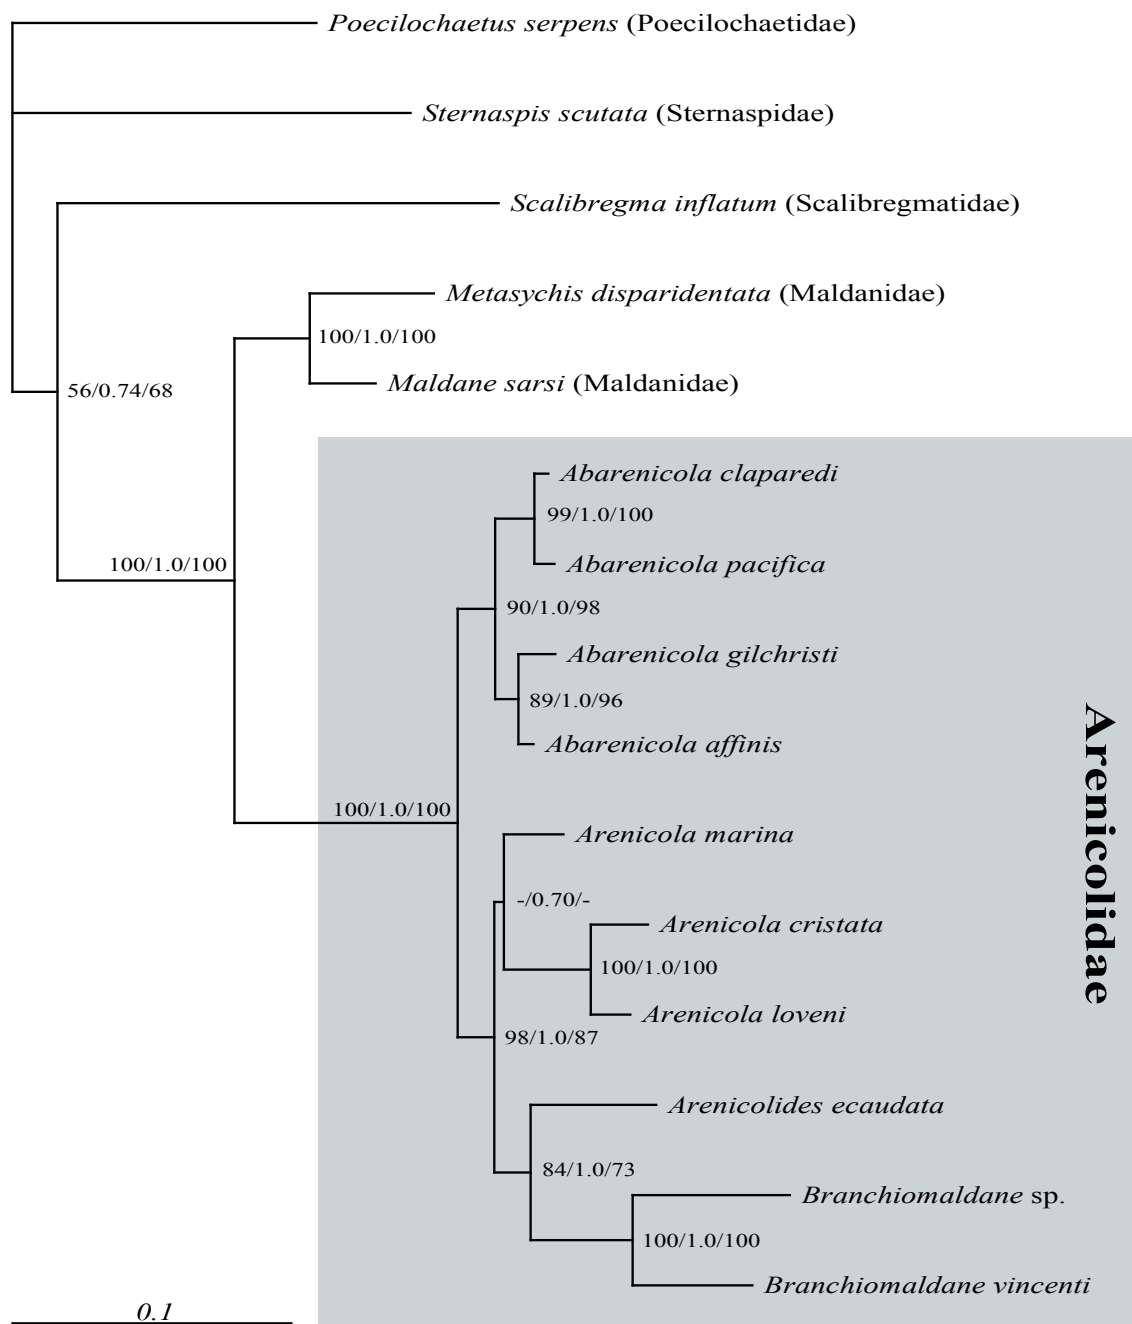 Poecilochaetus serpens (Poecilochaetidae)
Sternaspis scutata (Sternaspidae)
Scalibregma inflatum (Scalibregmatidae)
Metasychis disparidentata (Maldanidae)
100/1.0/100
Maldane sarsi (Maldanidae)
56/0.74/68
Abarenicola claparedi
99/1.0/100
Abarenicola pacifica
100/1.0/100
90/1.0/98
Abarenicola gilchristi
89/1.0/96
Abarenicola affinis
100/1.0/100
Arenicola marina
-/0.70/-
Arenicola cristata
100/1.0/100
Arenicola loveni
98/1.0/87
Arenicolides ecaudata
84/1.0/73
Branchiomaldane sp.
100/1.0/100
Branchiomaldane vincenti
Arenicolidae
0.1